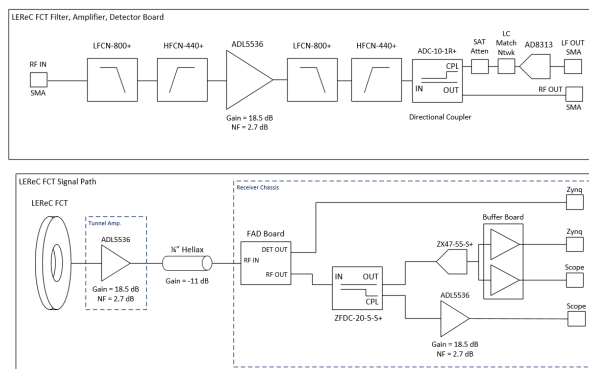 LEReC FCT Filter, Amplifier, Detector Board
RF IN
SMA
LFCN-800+
HFCN-440+
ADL5536
Gain = 18.5 dB
NF = 2.7 dB
LFCN-800+
HFCN-440+
ADC-10-1R+
CPL
IN
OUT
Directional Coupler
SAT
Atten
LC
Match
Ntwk
AD8313
LF OUT
SMA
RF OUT
SMA
LEReC FCT Signal Path
LEReC FCT
Tunnel Amp.
ADL5536
Gain = 18.5 dB
NF = 2.7 dB
¼” Heliax
Gain = -11 dB
Receiver Chassis
FAD Board
DET OUT
RF IN
RF OUT
IN
OUT
CPL
ZFDC-20-5-S+
ZX47-55-S+
Buffer Board
ADL5536
Gain = 18.5 dB
NF = 2.7 dB
Zynq
Zynq
Scope
Scope